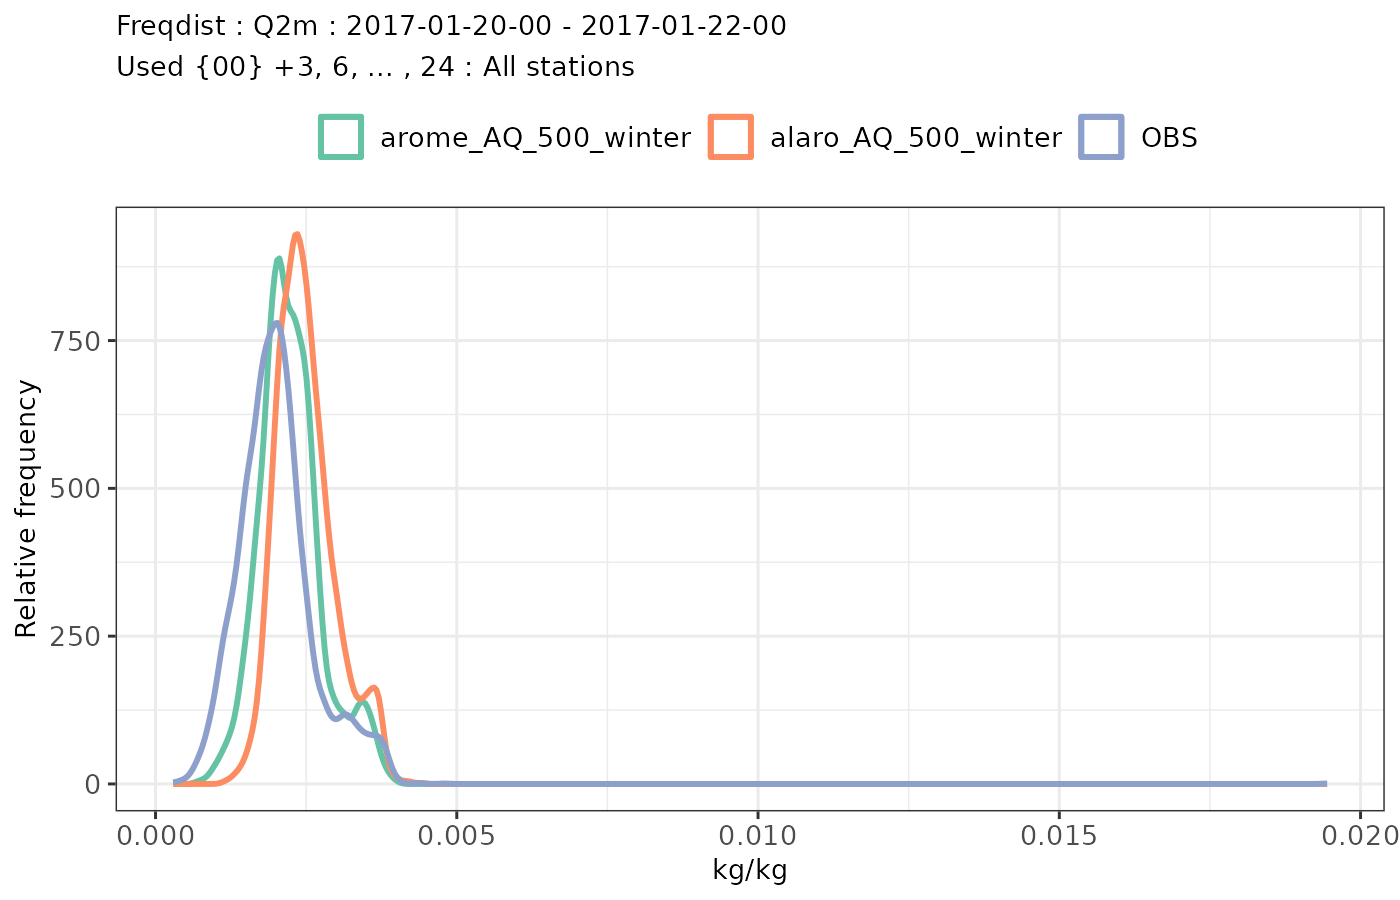 Freqdist : Q2m : 2017-01-20-00 - 2017-01-22-00
Used {00} +3, 6, ... , 24 : All stations
arome_AQ_500_winter alaro_AQ_500_winter OBS
Relative frequency
750
500
250
0
0.000 0.005 0.010 0.015 0.020
kg/kg